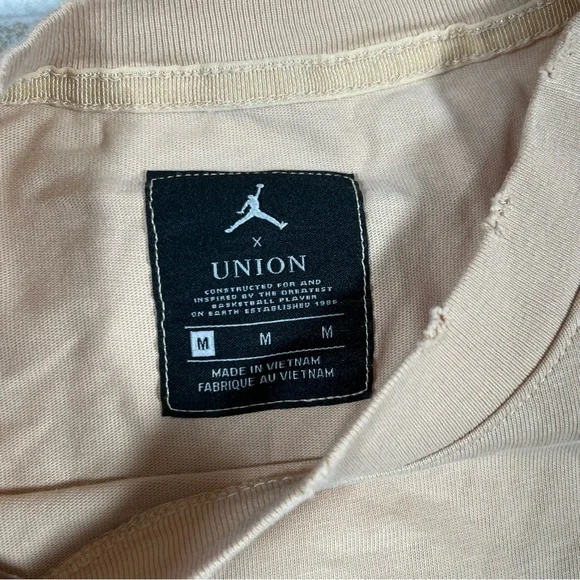 X
UNION
CONSTRUCTED FOR AND
INSPIRED BY THE GREATEST
BASKETBALL PLAYER
ON EARTH ESTABLISHED 1985
M M M
MADE IN VIETNAM
FABRIQUE AU VIETNAM